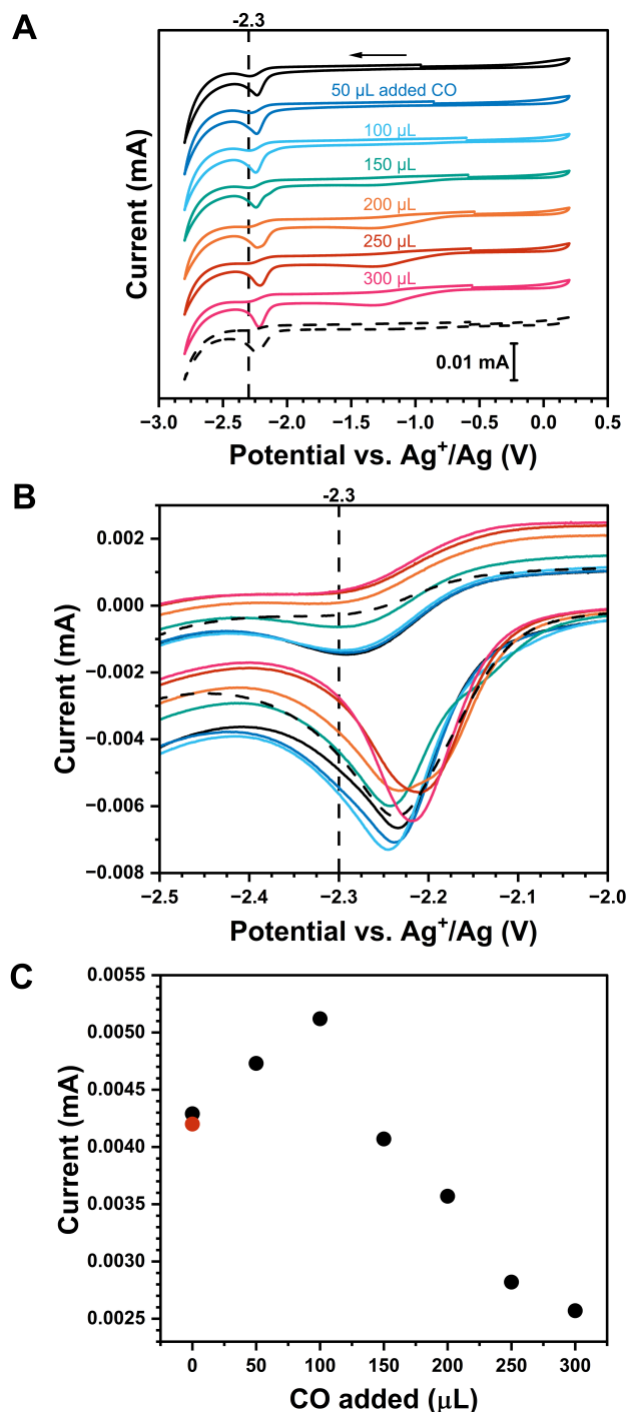 A
-2.3
50 µL added CO
100 µL
150 µL
200 µL
250 µL
300 µL
0.01 mA
Current (mA)
−3.0 −2.5 −2.0 −1.5 −1.0 −0.5 0.0 0.5
Potential vs. Ag⁺/Ag (V)
B
-2.3
0.002
0.000
−0.002
−0.004
−0.006
−0.008
Current (mA)
−2.5 −2.4 −2.3 −2.2 −2.1 −2.0
Potential vs. Ag⁺/Ag (V)
C
0.0055
0.0050
0.0045
0.0040
0.0035
0.0030
0.0025
Current (mA)
0 50 100 150 200 250 300
CO added (µL)